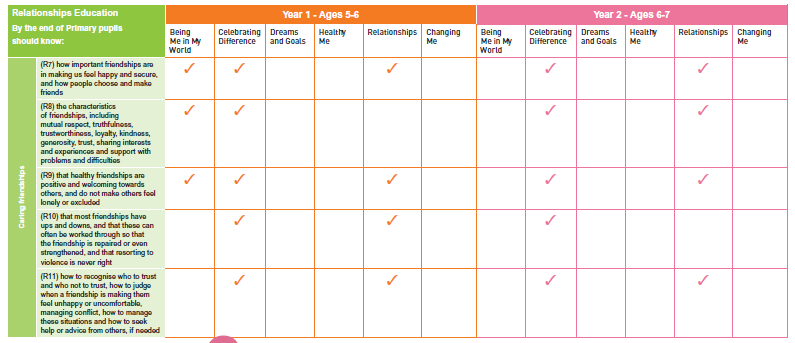 Relationships Education
By the end of Primary pupils
should know:
Year 1 - Ages 5-6
Year 2 - Ages 6-7
Being
Me in My
World
Celebrating
Difference
Dreams
and Goals
Healthy
Me
Relationships
Changing
Me
Being
Me in My
World
Celebrating
Difference
Dreams
and Goals
Healthy
Me
Relationships
Changing
Me
Caring friendships
(R7) how important friendships are
in making us feel happy and secure,
and how people choose and make
friends
✓ ✓ ✓ ✓ ✓
(R8) the characteristics
of friendships, including
mutual respect, truthfulness,
trustworthiness, loyalty, kindness,
generosity, trust, sharing interests
and experiences and support with
problems and difficulties
✓ ✓ ✓ ✓
(R9) that healthy friendships are
positive and welcoming towards
others, and do not make others feel
lonely or excluded
✓ ✓ ✓ ✓ ✓
(R10) that most friendships have
ups and downs, and that these can
often be worked through so that
the friendship is repaired or even
strengthened, and that resorting to
violence is never right
✓ ✓ ✓
(R11) how to recognise who to trust
and who not to trust, how to judge
when a friendship is making them
feel unhappy or uncomfortable,
managing conflict, how to manage
these situations and how to seek
help or advice from others, if needed
✓ ✓ ✓ ✓